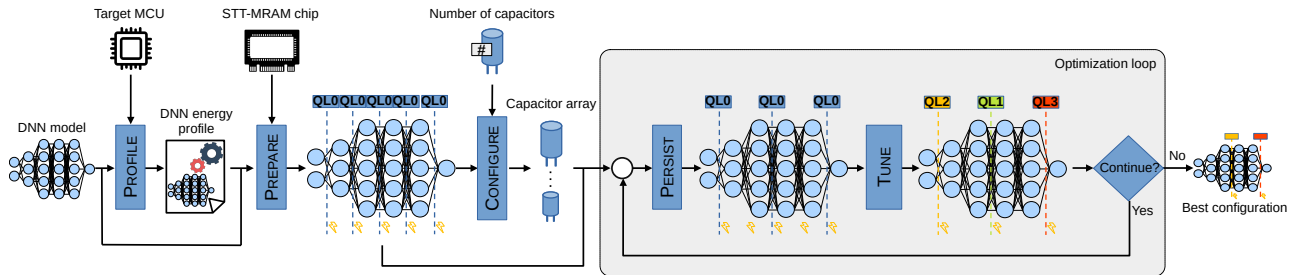 Target MCU
STT-MRAM chip
Number of capacitors
#
Optimization loop
DNN model
DNN energy
profile
Capacitor array
QL0 QL0 QL0 QL0 QL0
QL0 QL0 QL0
QL2 QL1 QL3
PROFILE
PREPARE
CONFIGURE
PERSIST
TUNE
Continue?
No
Yes
Best configuration